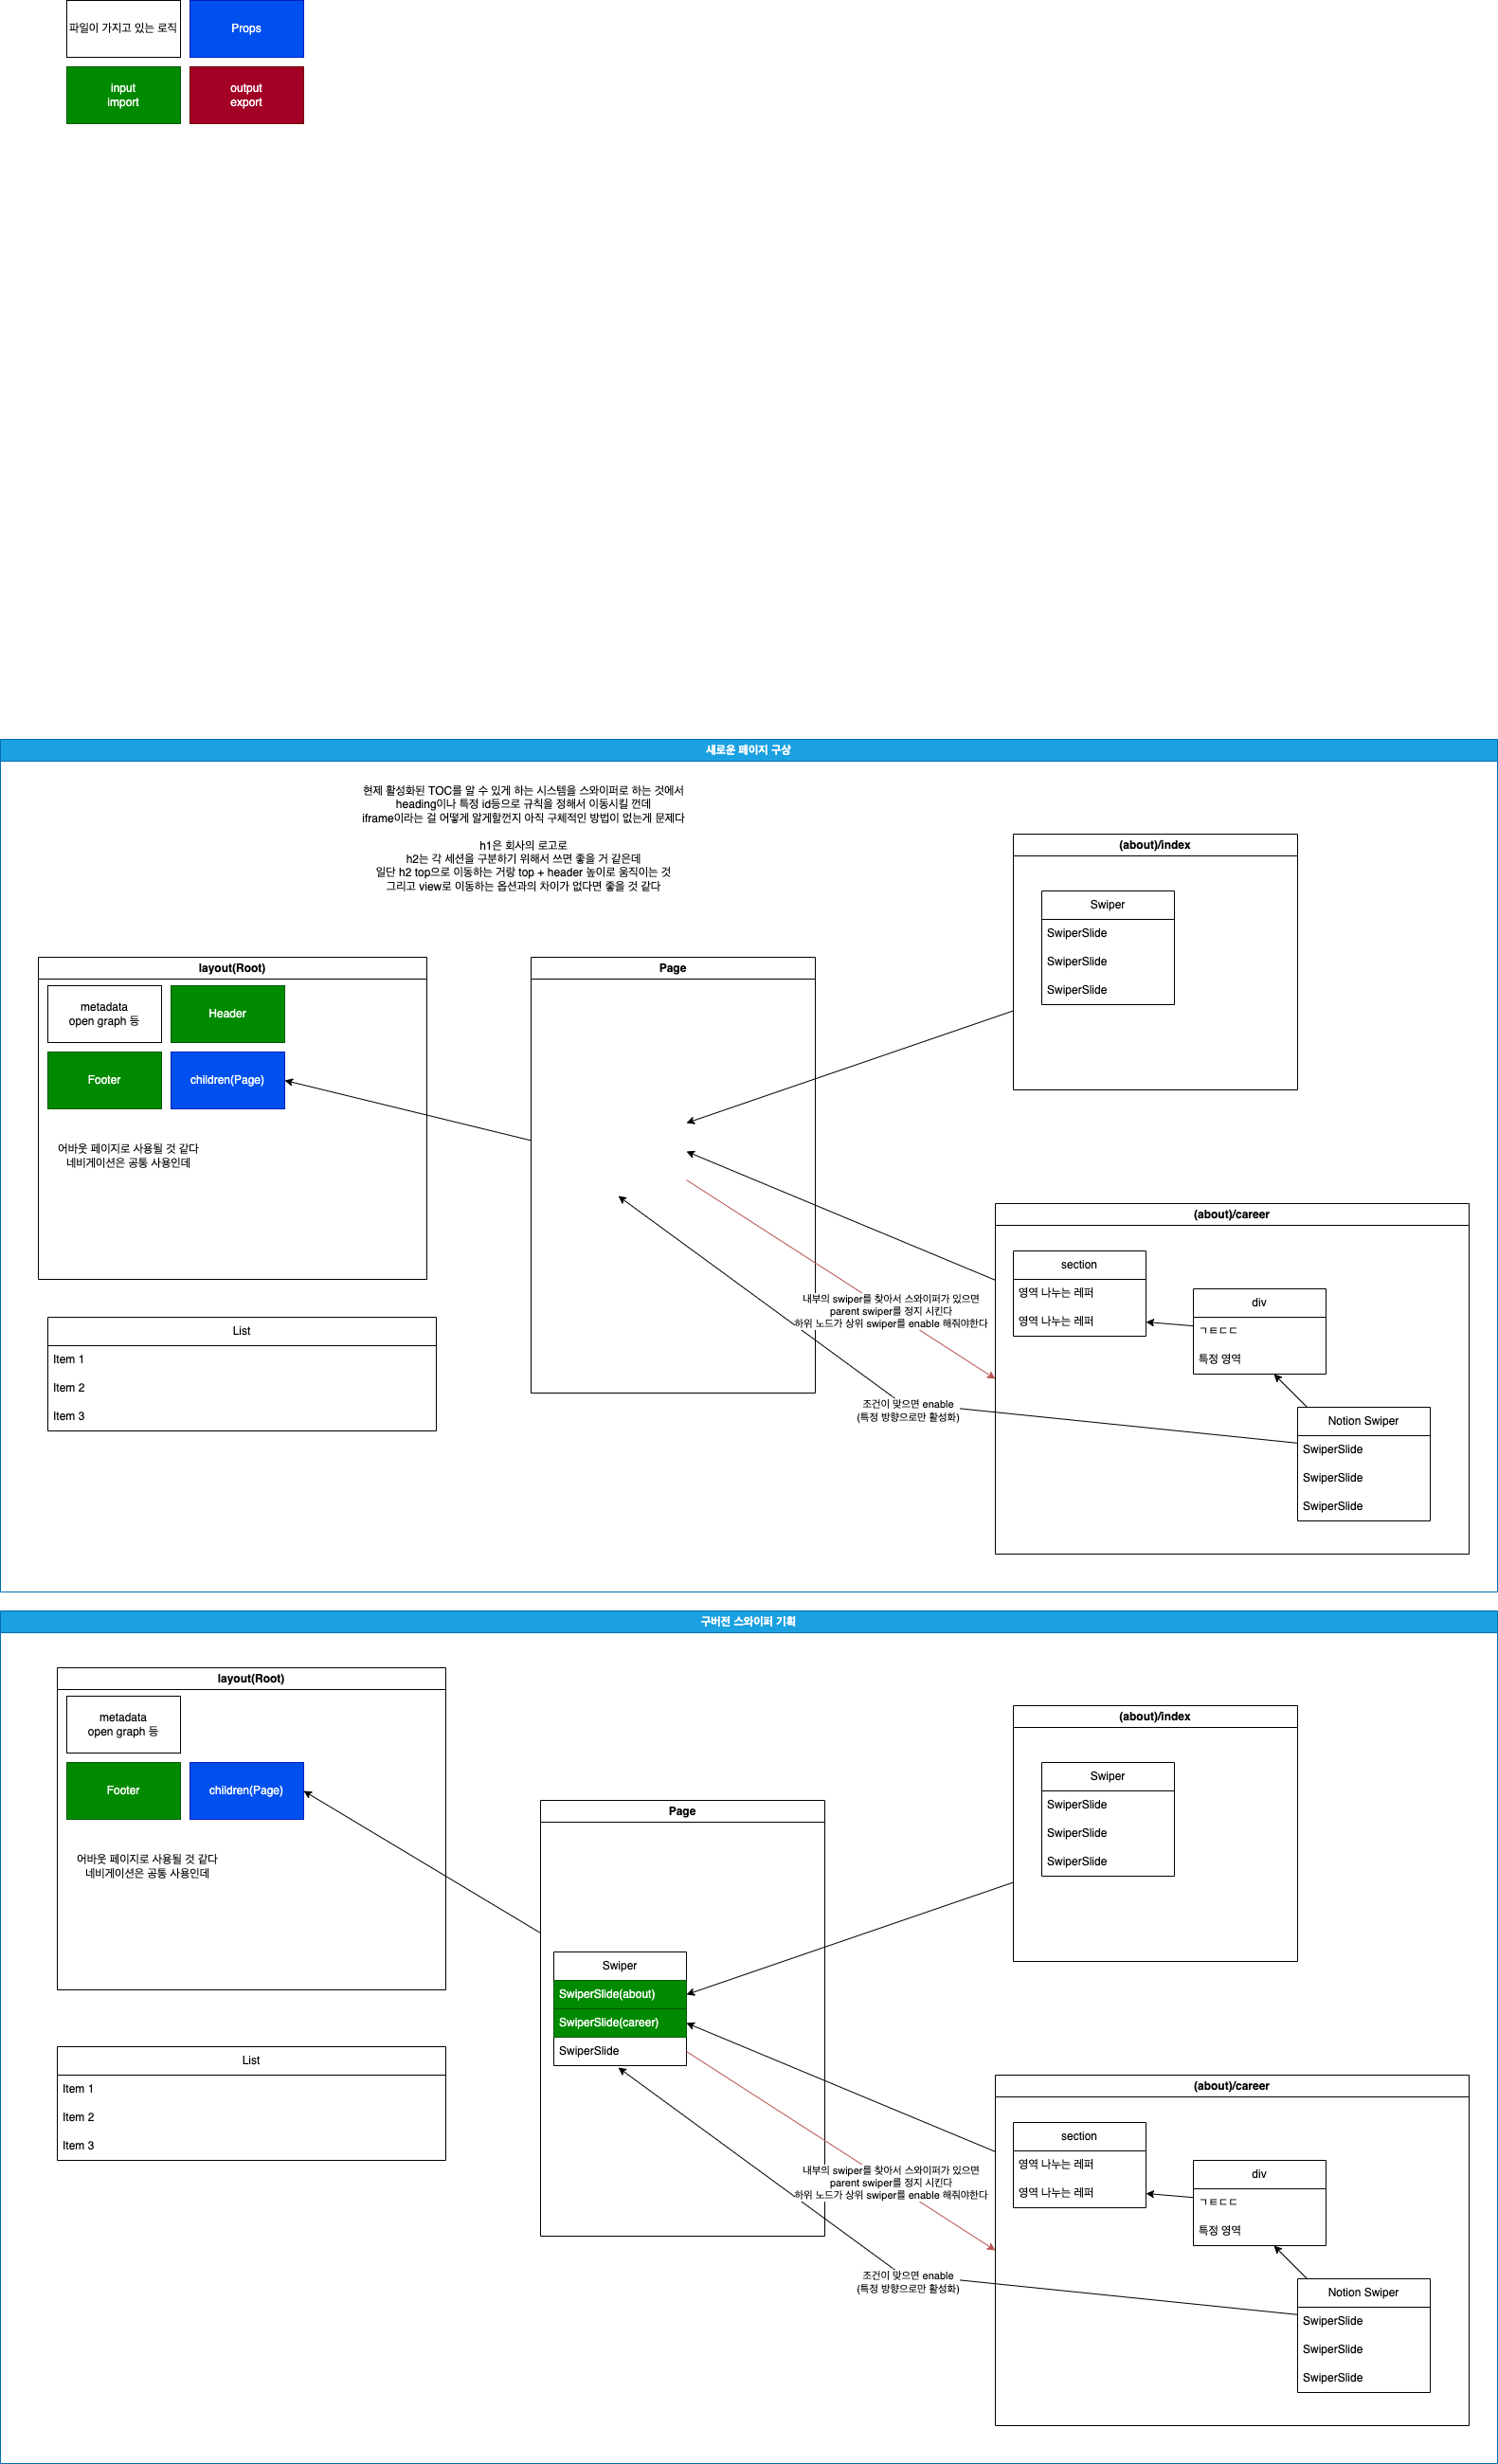 파일이 가지고 있는 로직
Props
input
import
output
export
새로운 페이지 구상
현제 활성화된 TOC를 알 수 있게 하는 시스템을 스와이퍼로 하는 것에서
heading이나 특정 id등으로 규칙을 정해서 이동시킬 껀데
iframe이라는 걸 어떻게 알게할껀지 아직 구체적인 방법이 없는게 문제다
h1은 회사의 로고로
h2는 각 세션을 구분하기 위해서 쓰면 좋을 거 같은데
일단 h2 top으로 이동하는 거랑 top + header 높이로 움직이는 것
그리고 view로 이동하는 옵션과의 차이가 없다면 좋을 것 같다
(about)/index
Swiper
SwiperSlide
SwiperSlide
SwiperSlide
layout(Root)
metadata
open graph 등
Header
Footer
children(Page)
어바웃 페이지로 사용될 것 같다
네비게이션은 공통 사용인데
Page
(about)/career
section
영역 나누는 레퍼
영역 나누는 레퍼
div
ㄱㅌㄷㄷ
특정 영역
내부의 swiper를 찾아서 스와이퍼가 있으면
parent swiper를 정지 시킨다
하위 노드가 상위 swiper를 enable 해줘야한다
List
Item 1
Item 2
Item 3
조건이 맞으면 enable
(특정 방향으로만 활성화)
Notion Swiper
SwiperSlide
SwiperSlide
SwiperSlide
구버전 스와이퍼 기획
layout(Root)
metadata
open graph 등
Footer
children(Page)
어바웃 페이지로 사용될 것 같다
네비게이션은 공통 사용인데
(about)/index
Swiper
SwiperSlide
SwiperSlide
SwiperSlide
Page
Swiper
SwiperSlide(about)
SwiperSlide(career)
SwiperSlide
List
Item 1
Item 2
Item 3
(about)/career
section
영역 나누는 레퍼
영역 나누는 레퍼
div
ㄱㅌㄷㄷ
특정 영역
내부의 swiper를 찾아서 스와이퍼가 있으면
parent swiper를 정지 시킨다
하위 노드가 상위 swiper를 enable 해줘야한다
조건이 맞으면 enable
(특정 방향으로만 활성화)
Notion Swiper
SwiperSlide
SwiperSlide
SwiperSlide